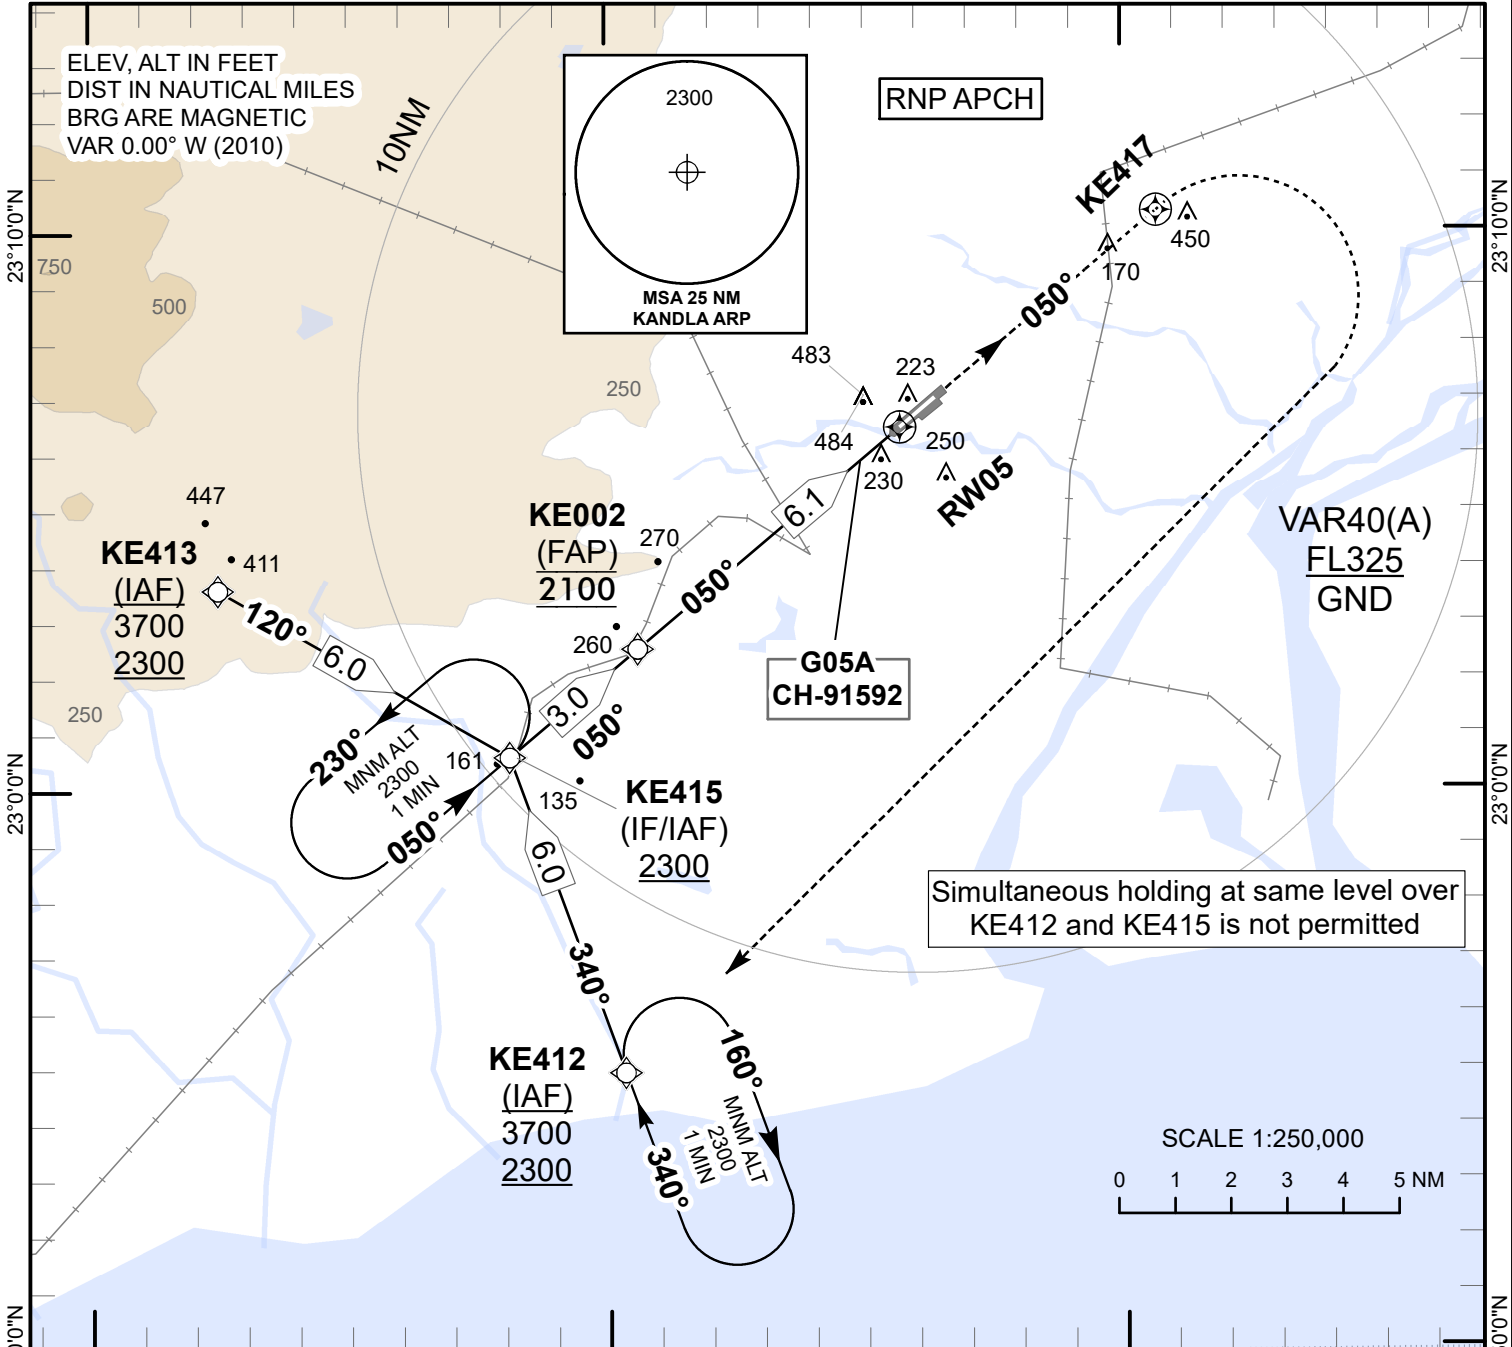 ELEV, ALT IN FEET
DIST IN NAUTICAL MILES
BRG ARE MAGNETIC
VAR 0.00° W (2010)
10NM
2300
MSA 25 NM
KANDLA ARP
RNP APCH
KE417
450
170
050°
23°10'0"N
23°10'0"N
750
500
250
483
223
484
250
230
RW05
6.1
447
411
KE413
(IAF)
3700
2300
120°
6.0
KE002
(FAP)
2100
270
260
050°
VAR40(A)
FL325
GND
G05A
CH-91592
250
3.0
050°
230°
MNM ALT
2300
1 MIN
050°
161
135
KE415
(IF/IAF)
2300
23°0'0"N
23°0'0"N
6.0
340°
Simultaneous holding at same level over
KE412 and KE415 is not permitted
KE412
(IAF)
3700
2300
160°
MNM ALT
2300
1 MIN
340°
SCALE 1:250,000
0 1 2 3 4 5 NM
0'0"N
0'0"N